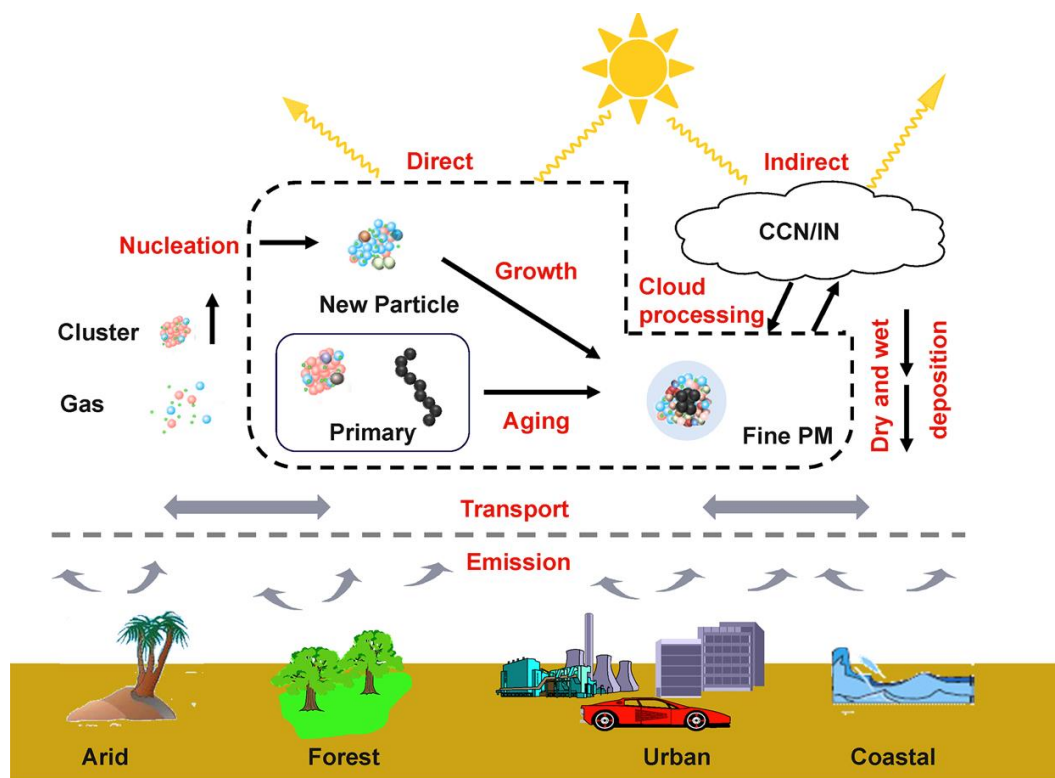 Direct
Indirect
Nucleation
CCN/IN
Growth
New Particle
Cloud
processing
Cluster
Gas
Primary
Aging
Fine PM
Dry and wet
deposition
Transport
Emission
Arid
Forest
Urban
Coastal